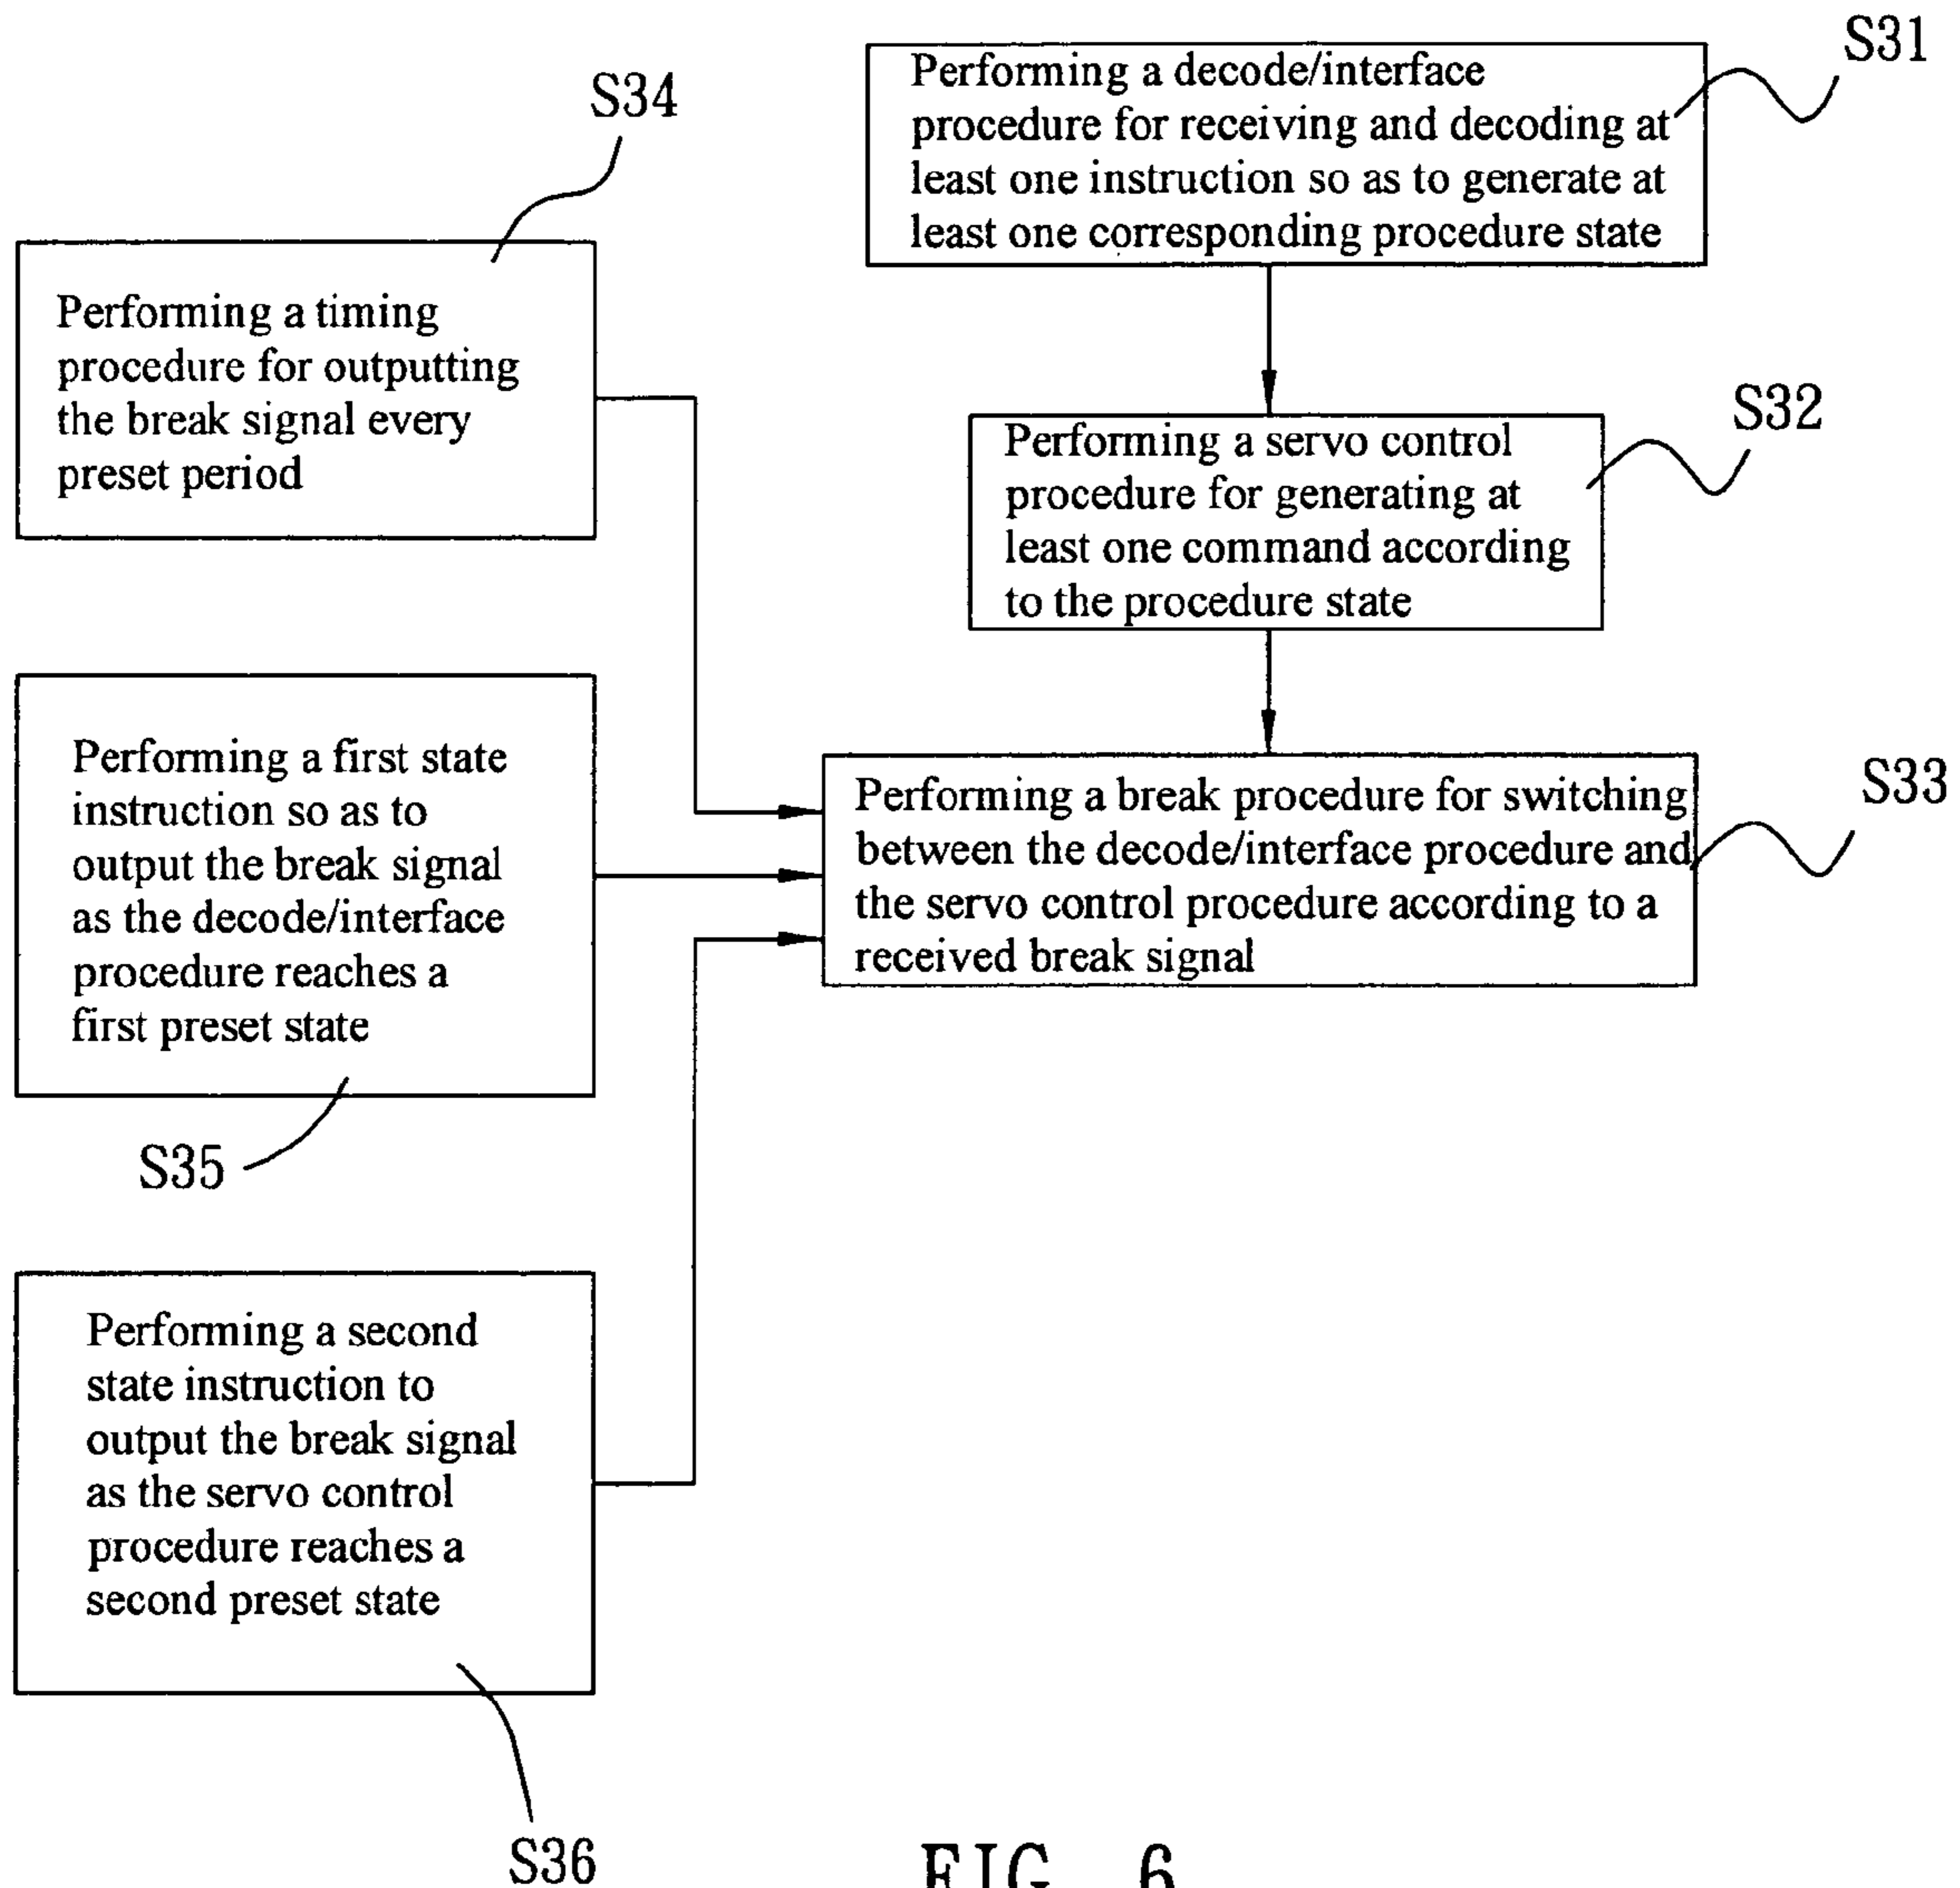 S31
Performing a decode/interface
procedure for receiving and decoding at
least one instruction so as to generate at
least one corresponding procedure state
S32
Performing a servo control
procedure for generating at
least one command according
to the procedure state
S33
Performing a break procedure for switching
between the decode/interface procedure and
the servo control procedure according to a
received break signal
S34
Performing a timing
procedure for outputting
the break signal every
preset period
Performing a first state
instruction so as to
output the break signal
as the decode/interface
procedure reaches a
first preset state
S35
Performing a second
state instruction to
output the break signal
as the servo control
procedure reaches a
second preset state
S36
FIG. 6